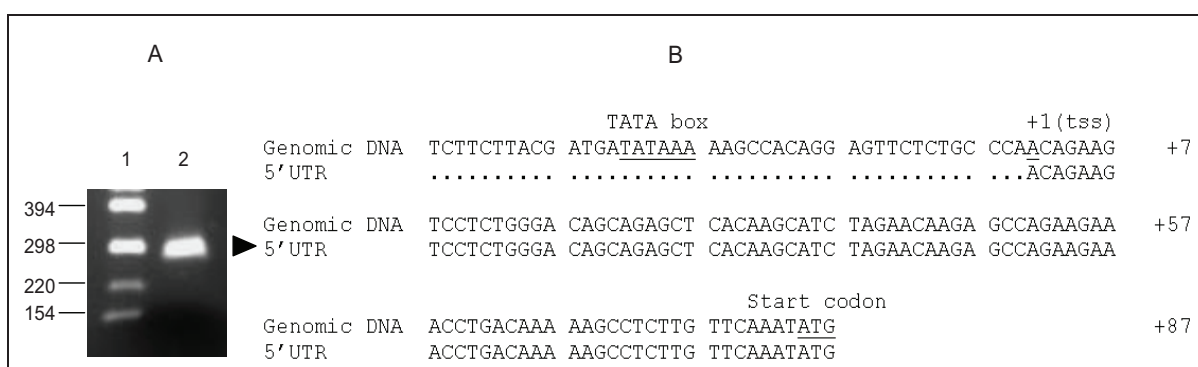 A
B
TATA box +1(tss)
Genomic DNA TCTTCTTACG ATGATATAAA AAGCCACAGG AGTTCTCTGC CCAACAGAAG +7
5'UTR .......... .......... .......... .......... ...ACAGAAG
1 2
Genomic DNA TCCTCTGGGA CAGCAGAGCT CACAAGCATC TAGAACAAGA GCCAGAAGAA +57
5'UTR TCCTCTGGGA CAGCAGAGCT CACAAGCATC TAGAACAAGA GCCAGAAGAA
394
298
220
154
Start codon
Genomic DNA ACCTGACAAA AAGCCTCTTG TTCAAATATG +87
5'UTR ACCTGACAAA AAGCCTCTTG TTCAAATATG